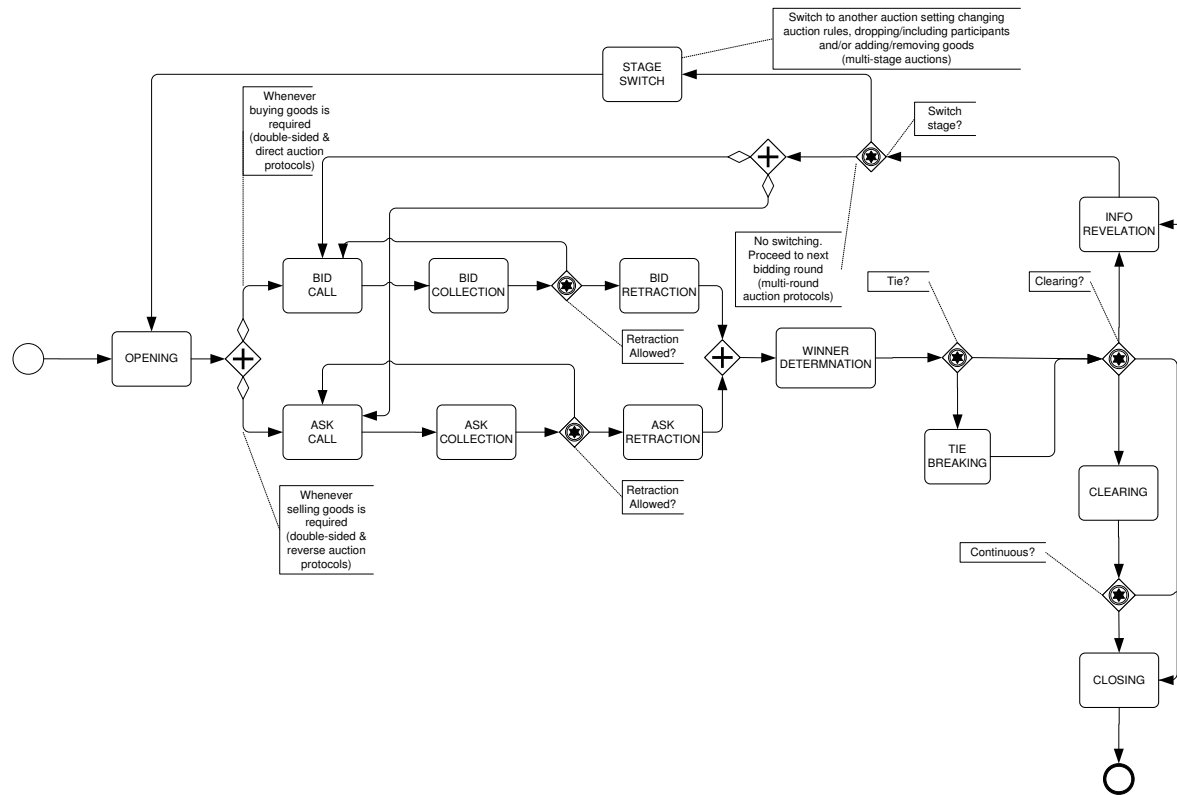 Switch to another auction setting changing
auction rules, dropping/including participants
and/or adding/removing goods
(multi-stage auctions)
STAGE
SWITCH
Whenever
buying goods is
required
(double-sided &
direct auction
protocols)
Switch
stage?
INFO
REVELATION
No switching.
Proceed to next
bidding round
(multi-round
auction protocols)
BID
CALL
BID
COLLECTION
BID
RETRACTION
Tie?
Clearing?
Retraction
Allowed?
OPENING
WINNER
DETERMNATION
ASK
CALL
ASK
COLLECTION
ASK
RETRACTION
TIE
BREAKING
Retraction
Allowed?
Whenever
selling goods is
required
(double-sided &
reverse auction
protocols)
CLEARING
Continuous?
CLOSING